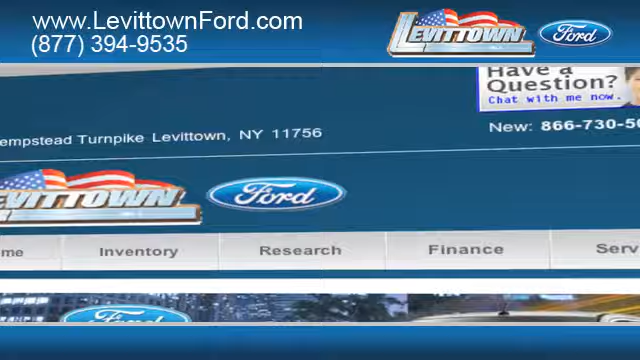 www.LevittownFord.com
(877) 394-9535
LEVITTOWN Ford
Have a
Question?
Chat with me now.
empstead Turnpike Levittown, NY 11756
New: 866-730-50
LEVITTOWN Ford
me Inventory Research Finance Serv
Ford